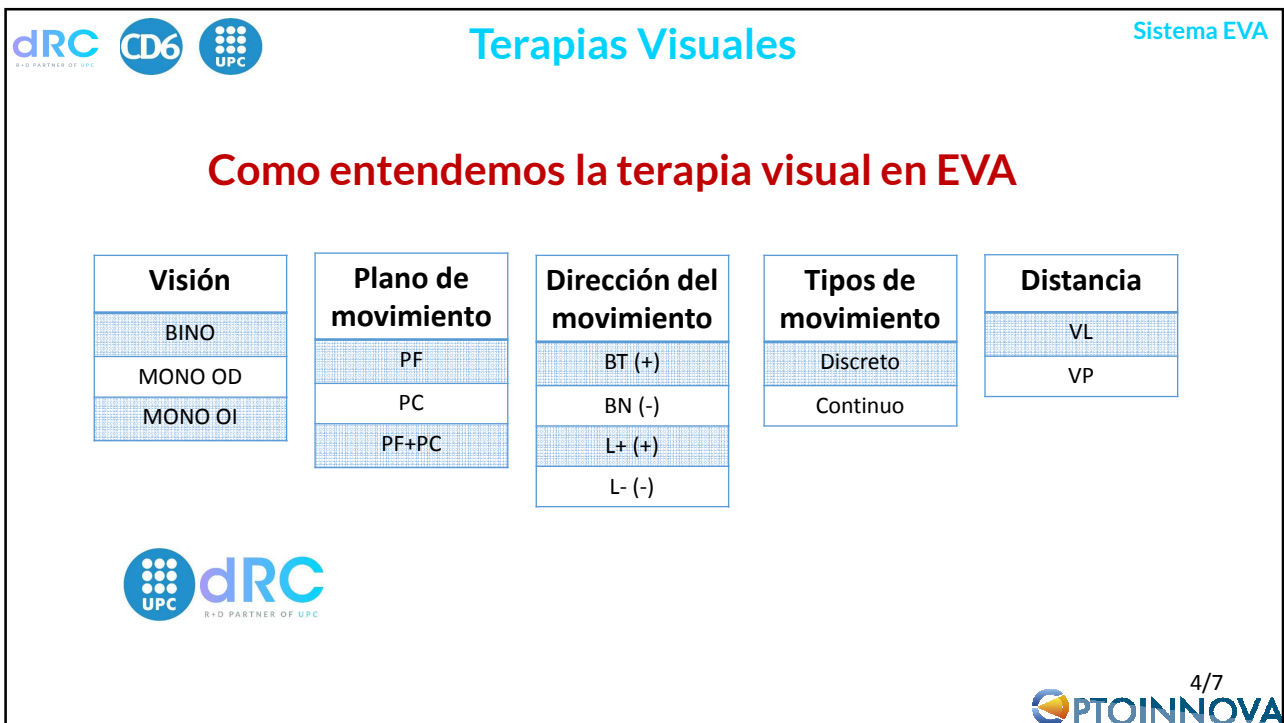 dRC
R+D PARTNER OF UPC
CD6
UPC
Terapias Visuales
Sistema EVA
Como entendemos la terapia visual en EVA
Visión
BINO
MONO OD
MONO OI
Plano de
movimiento
PF
PC
PF+PC
Dirección del
movimiento
BT (+)
BN (-)
L+ (+)
L- (-)
Tipos de
movimiento
Discreto
Continuo
Distancia
VL
VP
UPC
dRC
R+D PARTNER OF UPC
4/7
OPTOINNOVA